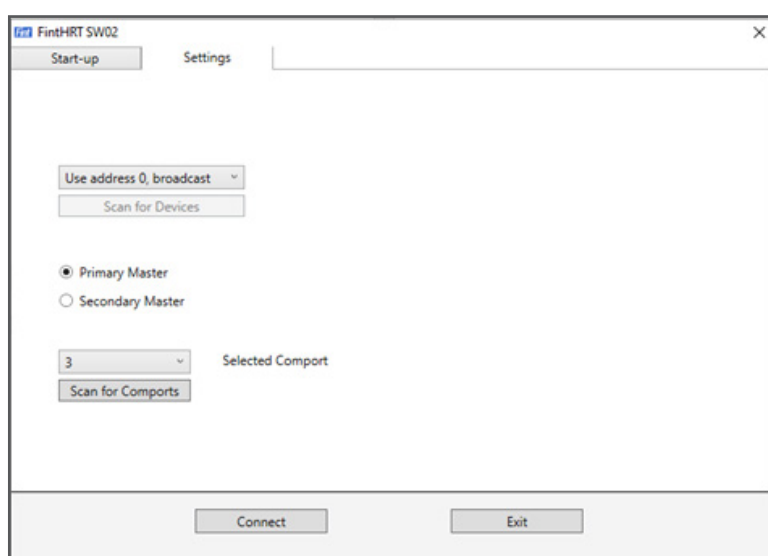 Fint FintHRT SW02
Start-up Settings
Use address 0, broadcast
Scan for Devices
Primary Master
Secondary Master
3 Selected Comport
Scan for Comports
Connect Exit